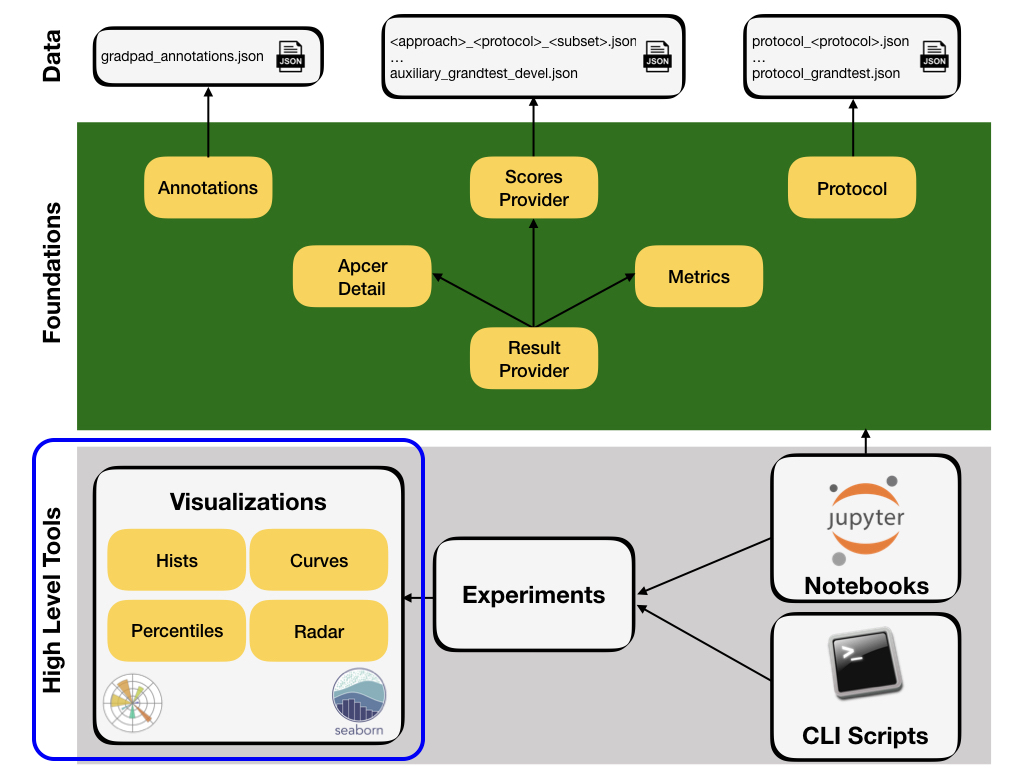 Data
gradpad_annotations.json
JSON
<approach>_<protocol>_<subset>.json
...
auxiliary_grandtest_devel.json
JSON
protocol_<protocol>.json
...
protocol_grandtest.json
JSON
Foundations
Annotations
Scores
Provider
Protocol
Apcer
Detail
Metrics
Result
Provider
High Level Tools
Visualizations
Hists
Curves
Percentiles
Radar
seaborn
Experiments
jupyter
Notebooks
>_
CLI Scripts